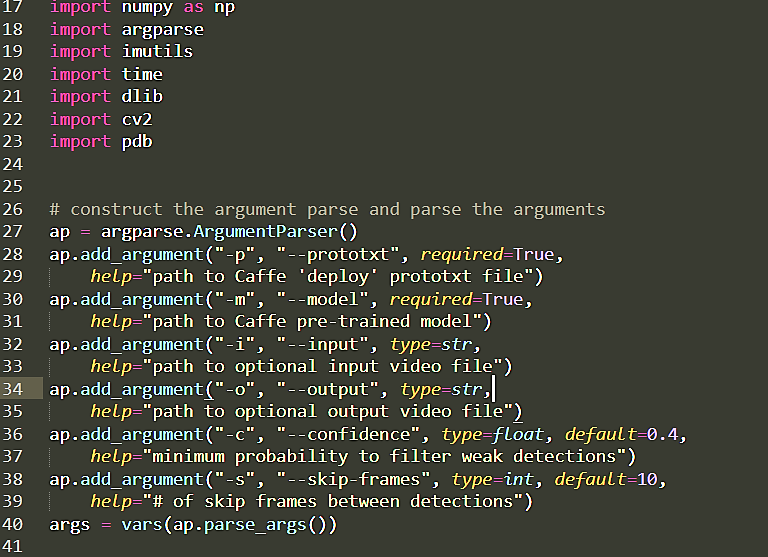 17 import numpy as np
18 import argparse
19 import imutils
20 import time
21 import dlib
22 import cv2
23 import pdb
24
25
26 # construct the argument parse and parse the arguments
27 ap = argparse.ArgumentParser()
28 ap.add_argument("-p", "--prototxt", required=True,
29     help="path to Caffe 'deploy' prototxt file")
30 ap.add_argument("-m", "--model", required=True,
31     help="path to Caffe pre-trained model")
32 ap.add_argument("-i", "--input", type=str,
33     help="path to optional input video file")
34 ap.add_argument("-o", "--output", type=str,
35     help="path to optional output video file")
36 ap.add_argument("-c", "--confidence", type=float, default=0.4,
37     help="minimum probability to filter weak detections")
38 ap.add_argument("-s", "--skip-frames", type=int, default=10,
39     help="# of skip frames between detections")
40 args = vars(ap.parse_args())
41